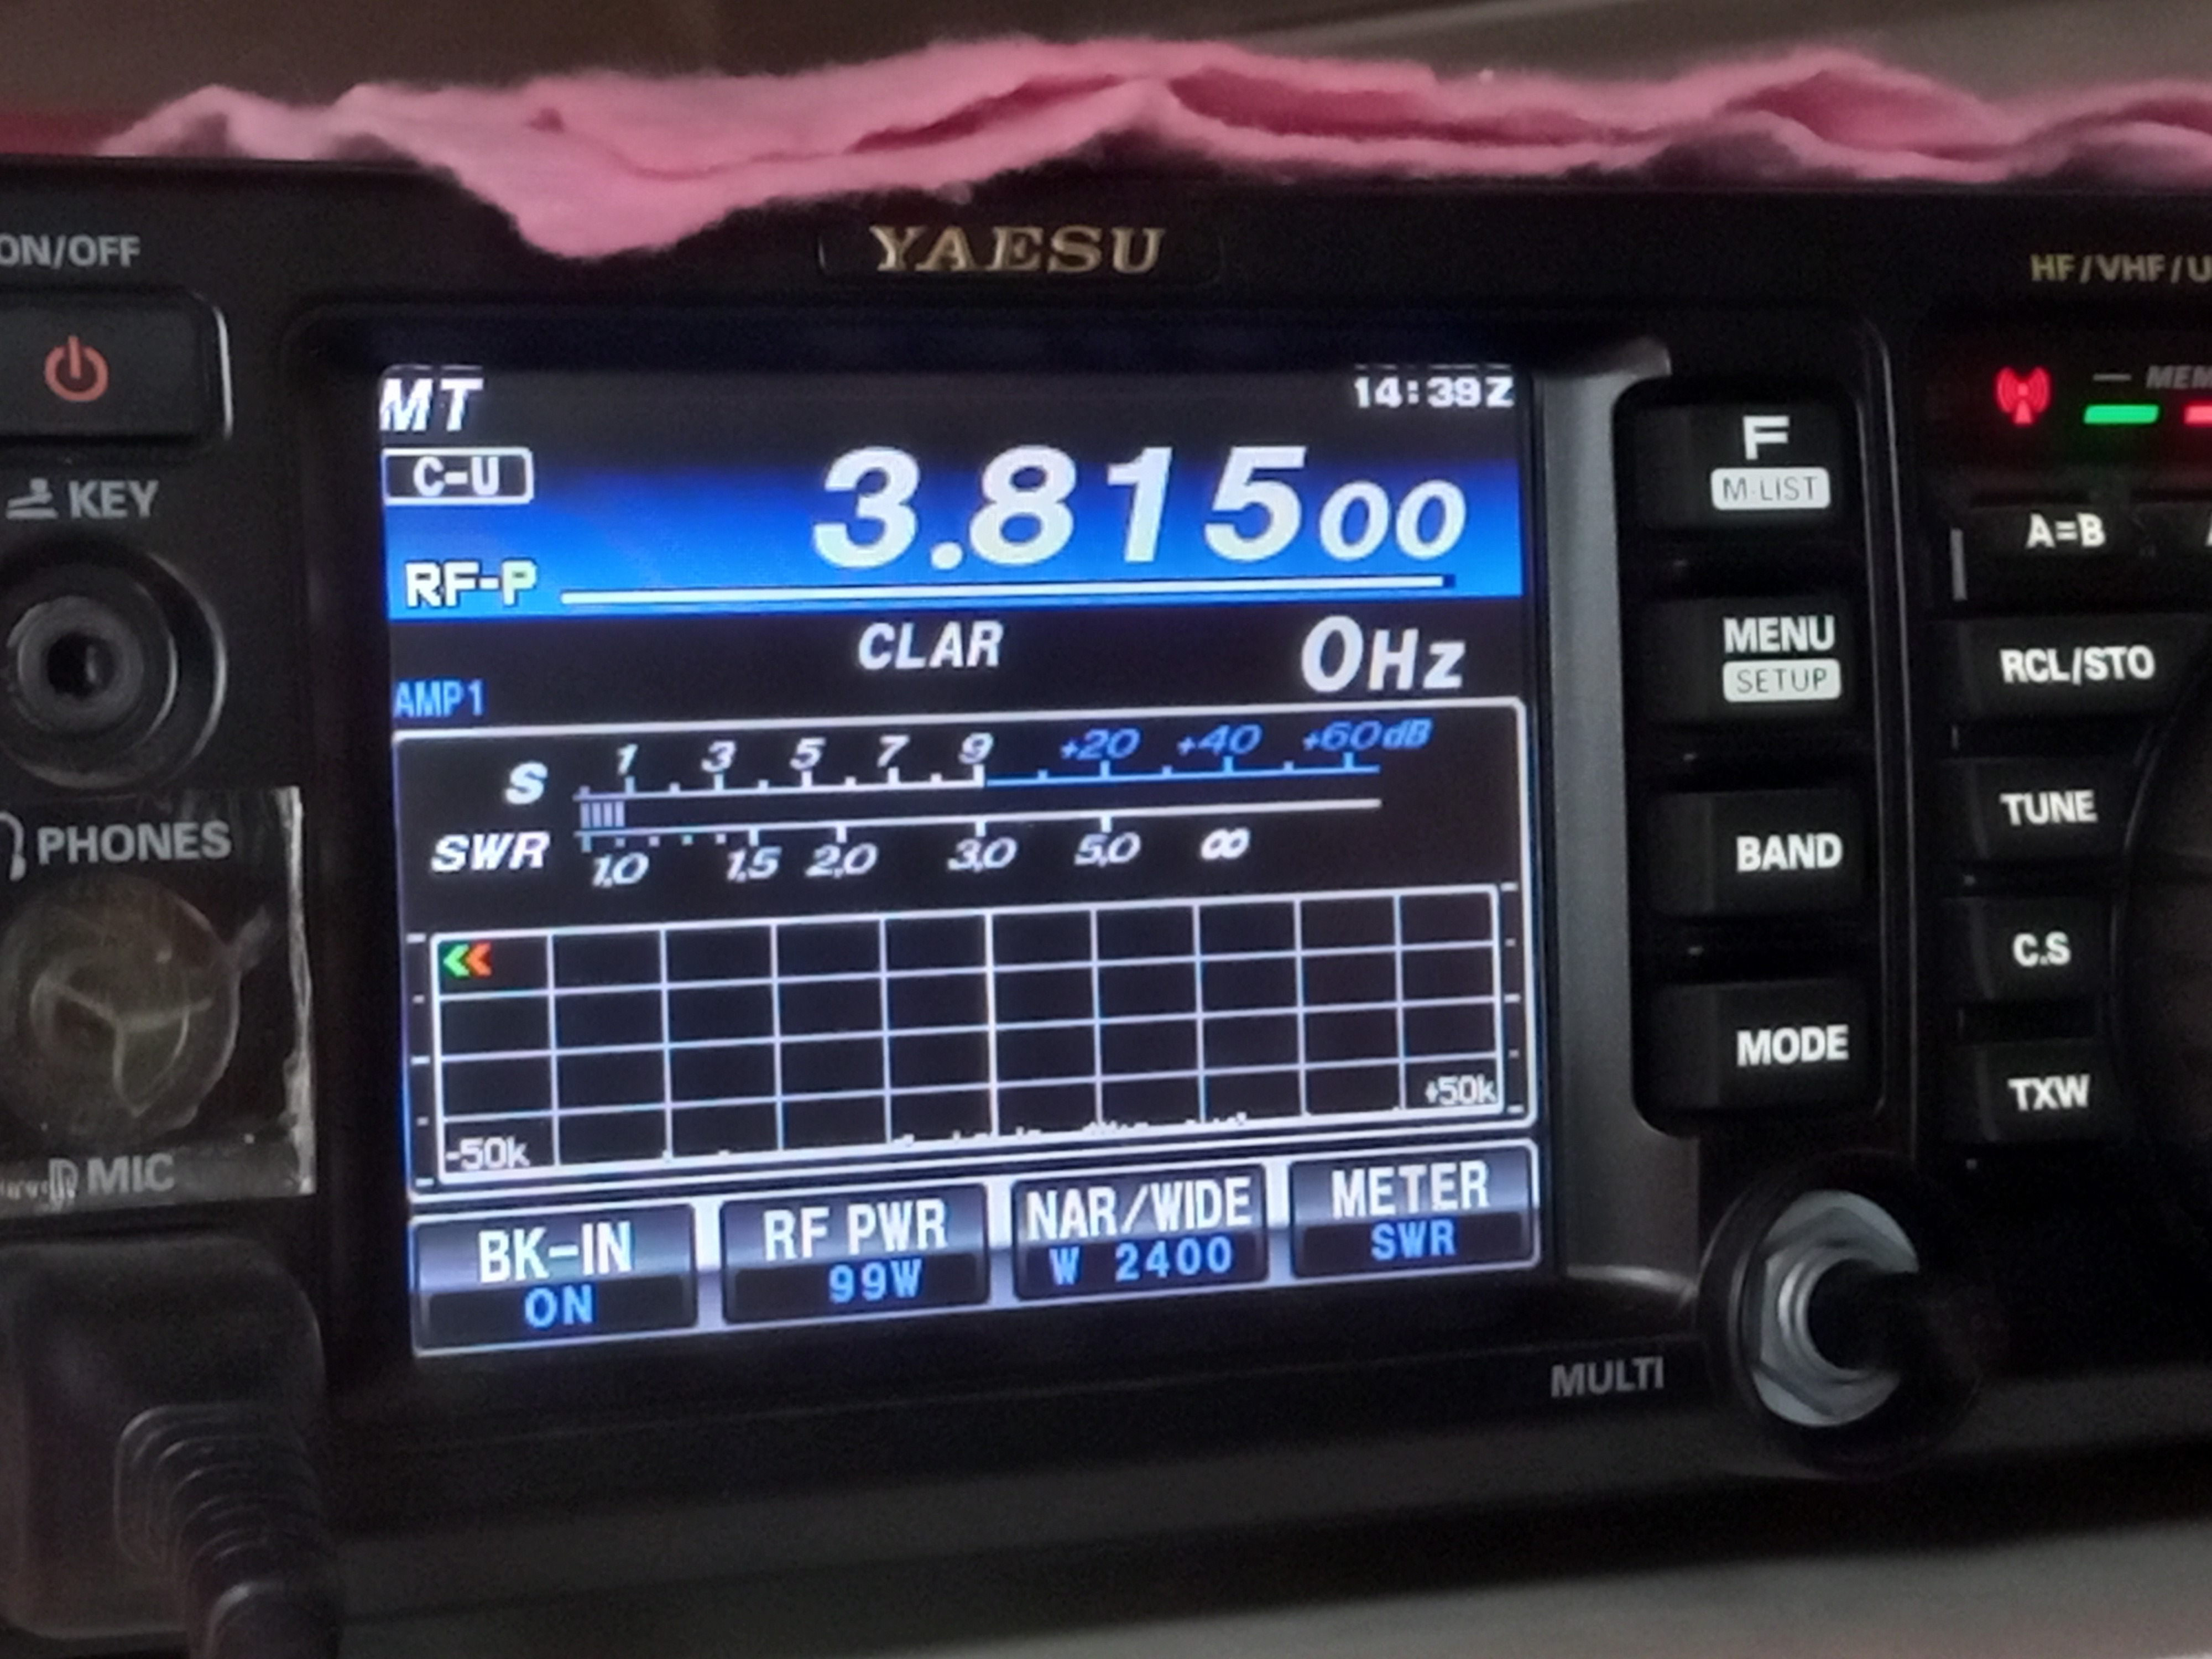 YAESU
ON/OFF
HF/VHF/U
MT
14:39Z
C-U
3.81500
RF-P
CLAR
0Hz
AMP1
S 1 3 5 7 9 +20 +40 +60dB
SWR 1.0 1.5 2.0 3.0 5.0 ∞
-50k
+50k
BK-IN
ON
RF PWR
99W
NAR/WIDE
W 2400
METER
SWR
KEY
PHONES
MIC
F
M-LIST
MENU
SETUP
BAND
MODE
MULTI
MEM
A=B
RCL/STO
TUNE
C.S
TXW